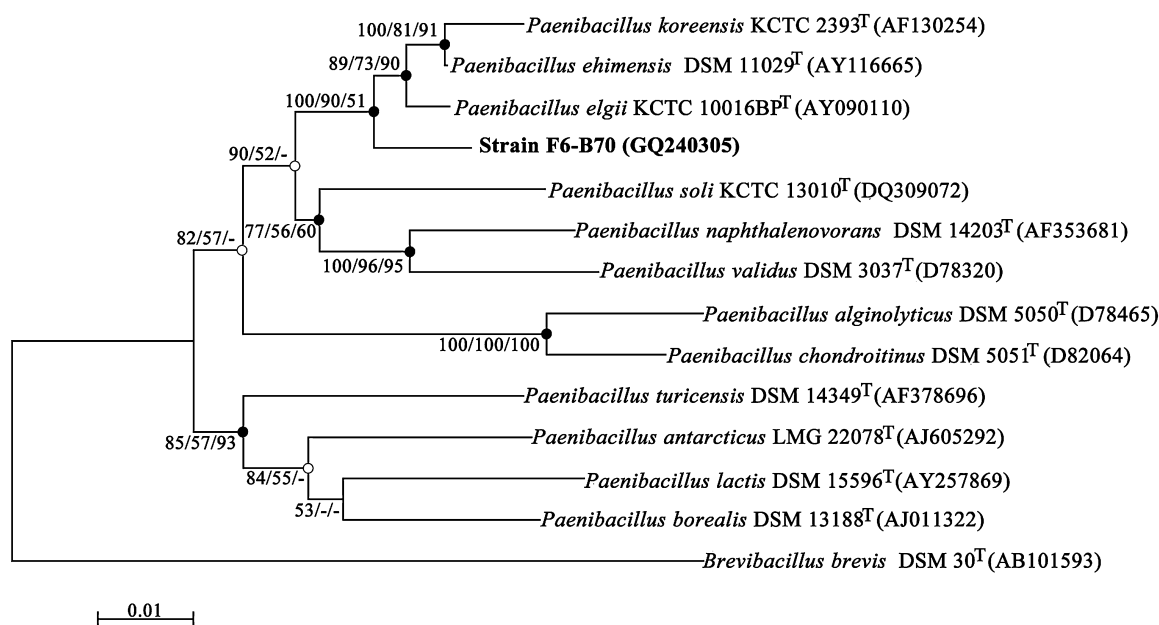 100/81/91
Paenibacillus koreensis KCTC 2393T (AF130254)
89/73/90
Paenibacillus ehimensis DSM 11029T (AY116665)
100/90/51
Paenibacillus elgii KCTC 10016BPT (AY090110)
Strain F6-B70 (GQ240305)
90/52/-
Paenibacillus soli KCTC 13010T (DQ309072)
77/56/60
Paenibacillus naphthalenovorans DSM 14203T (AF353681)
82/57/-
100/96/95
Paenibacillus validus DSM 3037T (D78320)
Paenibacillus alginolyticus DSM 5050T (D78465)
100/100/100
Paenibacillus chondroitinus DSM 5051T (D82064)
Paenibacillus turicensis DSM 14349T (AF378696)
85/57/93
Paenibacillus antarcticus LMG 22078T (AJ605292)
84/55/-
Paenibacillus lactis DSM 15596T (AY257869)
53/-/-
Paenibacillus borealis DSM 13188T (AJ011322)
Brevibacillus brevis DSM 30T (AB101593)
0.01